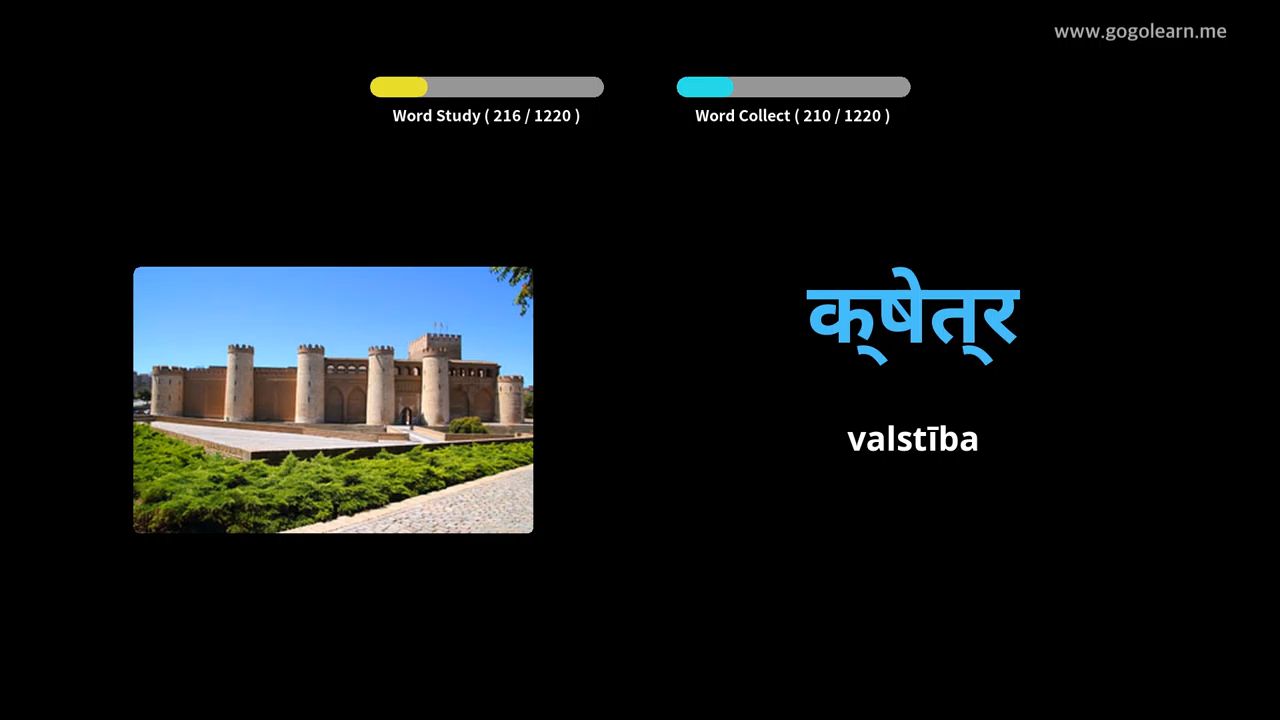 www.gogolearn.me
Word Study ( 216 / 1220 ) Word Collect ( 210 / 1220 )
क्‌षेत्‌र
valstība